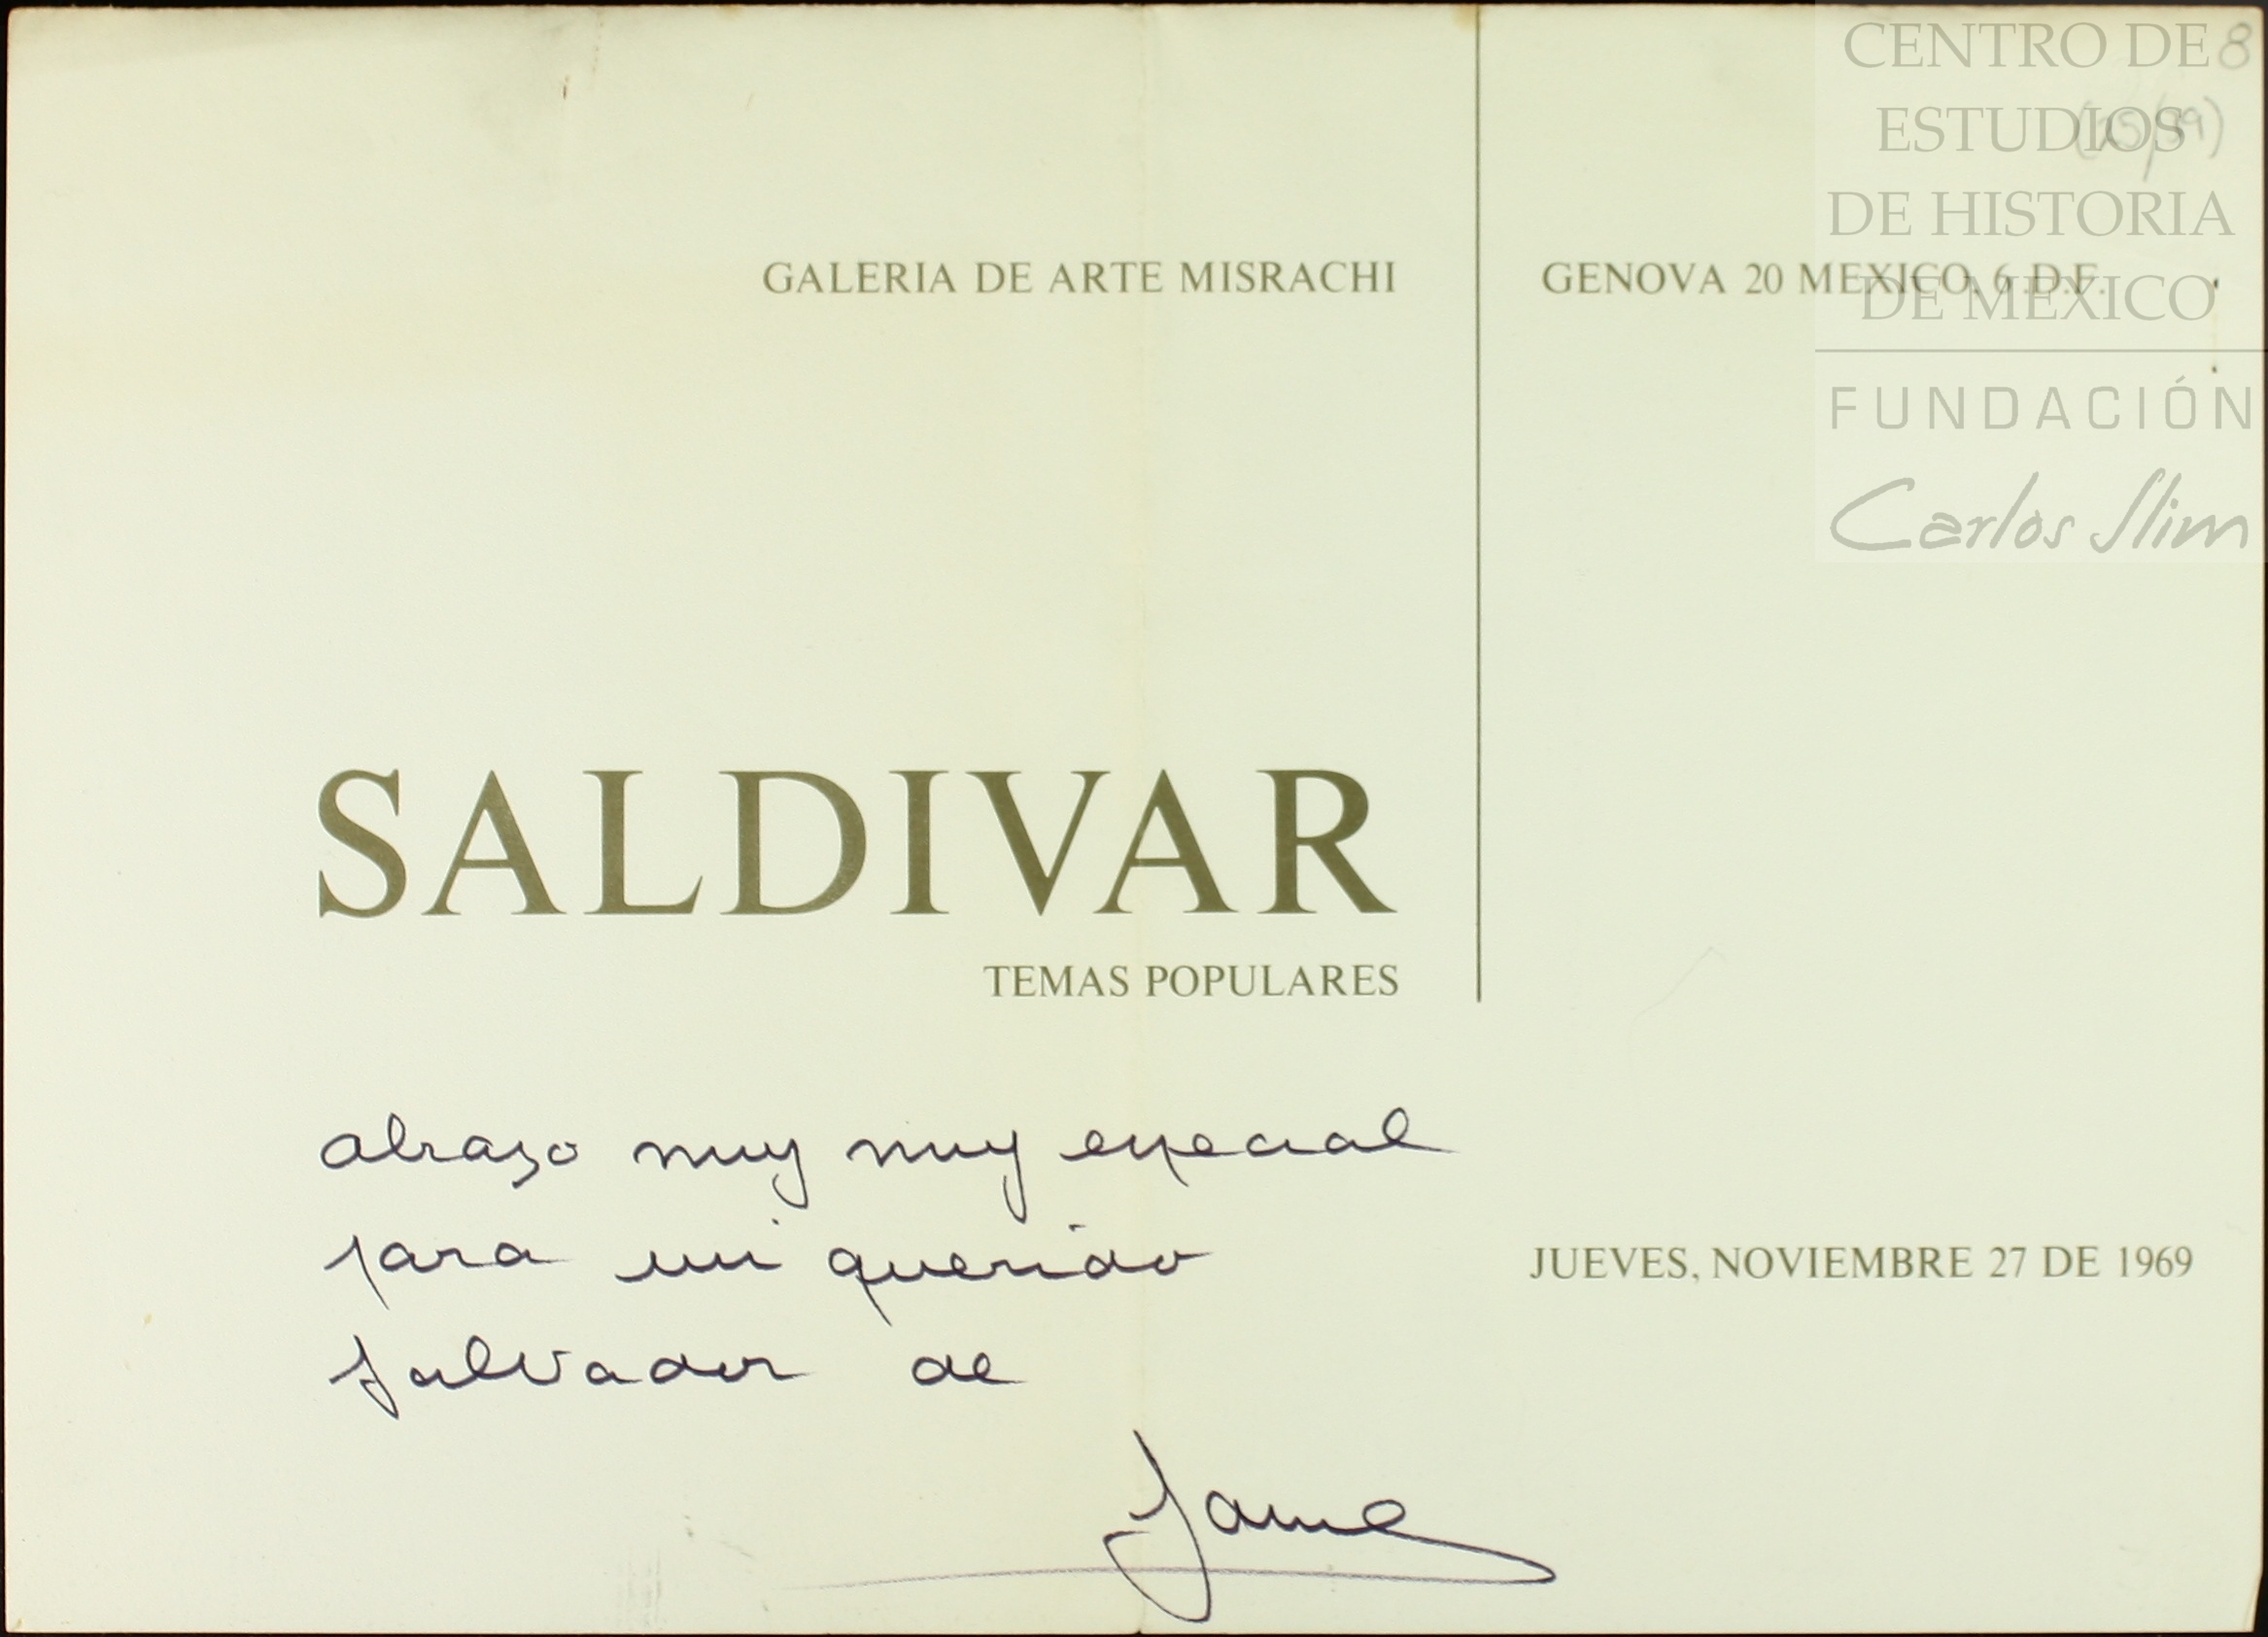 CENTRO DE 8
ESTUDIOS
DE HISTORIA
DE MEXICO
FUNDACIÓN
Carlos Slim
GALERIA DE ARTE MISRACHI
GENOVA 20 MEXICO, 6 D.F.
SALDIVAR
TEMAS POPULARES
abrazo muy muy especial
para mi querido
Salvador de
Jaime
JUEVES, NOVIEMBRE 27 DE 1969